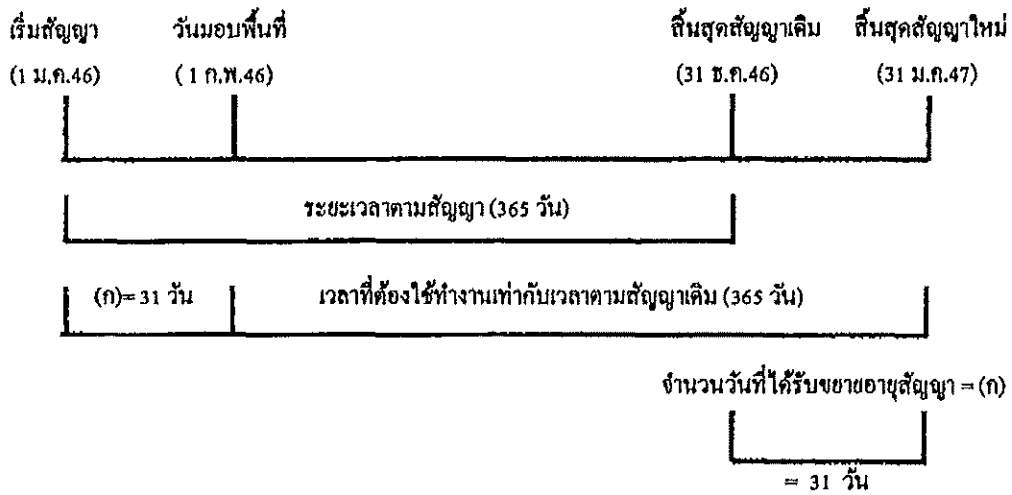 เริ่มสัญญา วันมอบพื้นที่ สิ้นสุดสัญญาเดิม สิ้นสุดสัญญาใหม่
(1 ม.ค.46) ( 1 ก.พ.46) (31 ธ.ค.46) (31 ม.ค.47)
ระยะเวลาตามสัญญา (365 วัน)
(ก)= 31 วัน เวลาที่ต้องใช้ทำงานเท่ากับเวลาตามสัญญาเดิม (365 วัน)
จำนวนวันที่ได้รับขยายอายุสัญญา = (ก)
= 31 วัน